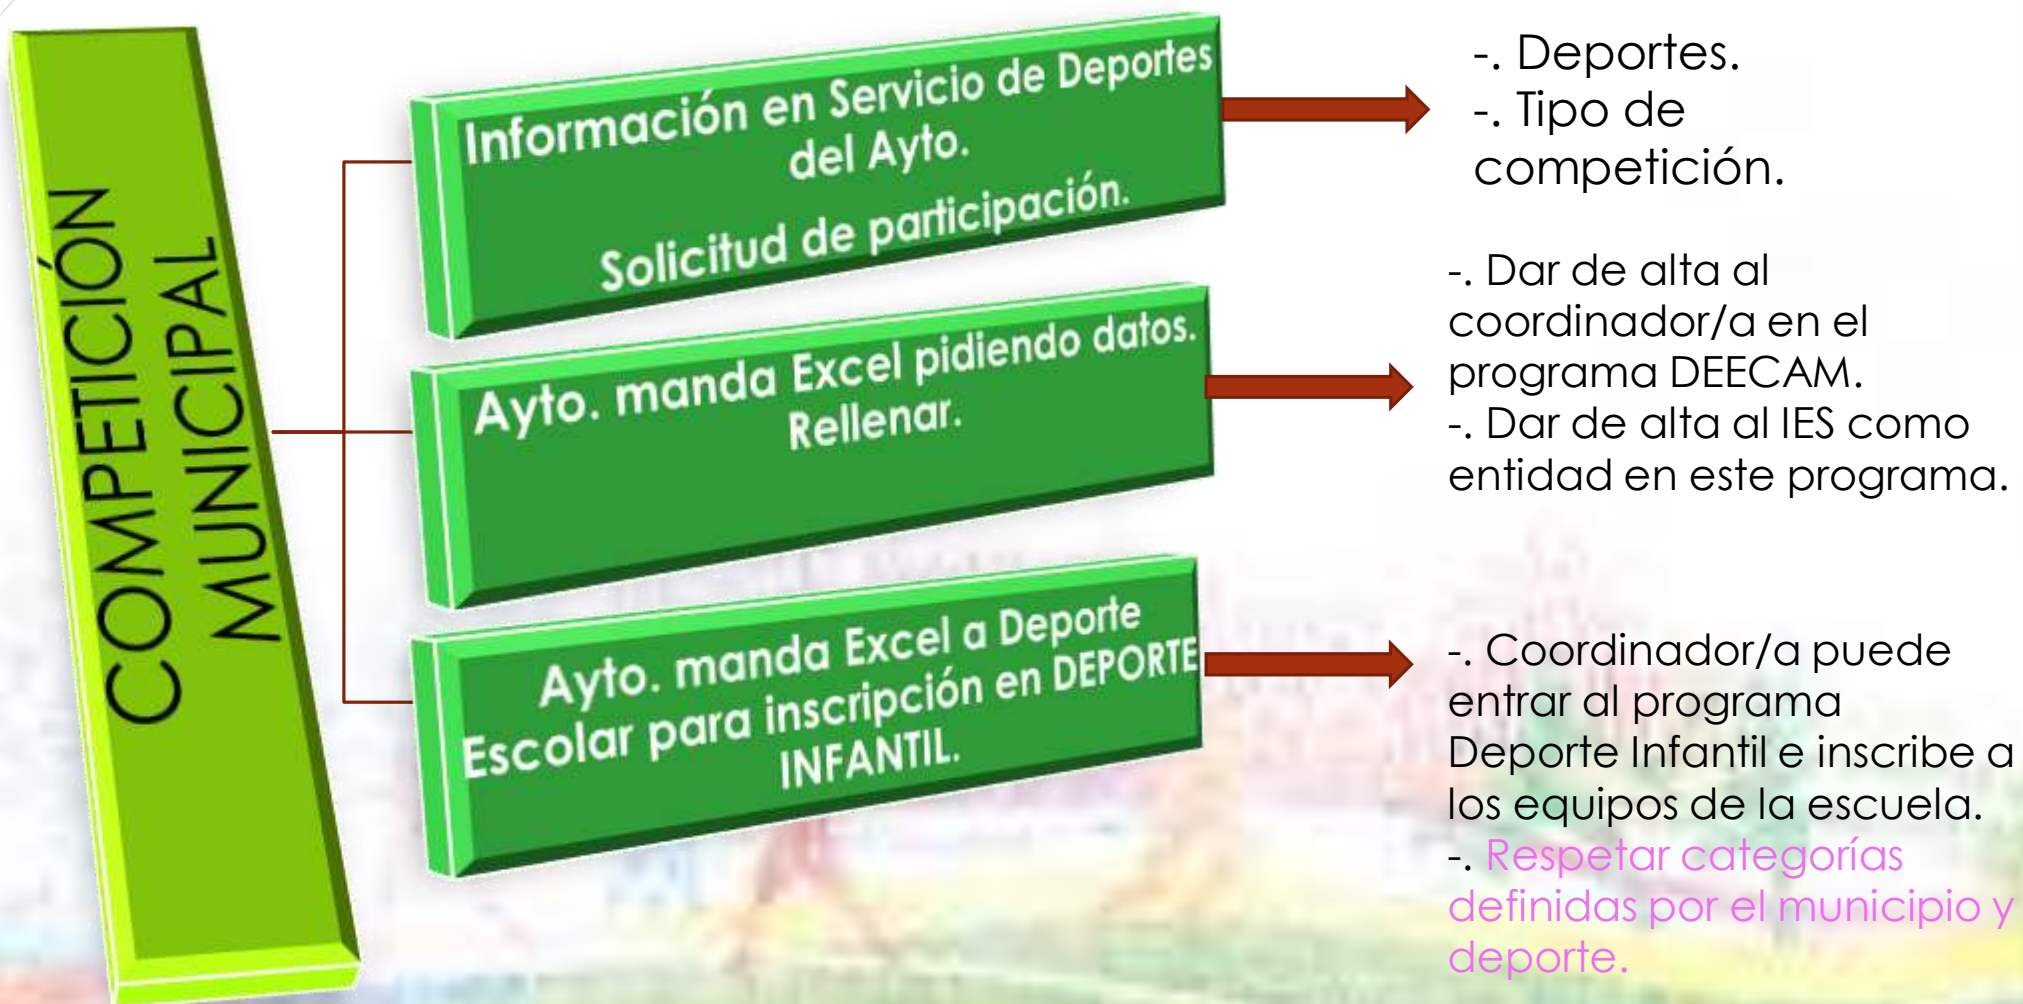 COMPETICIÓN
MUNICIPAL
Información en Servicio de Deportes
del Ayto.
Solicitud de participación.
-. Deportes.
-. Tipo de
competición.
Ayto. manda Excel pidiendo datos.
Rellenar.
-. Dar de alta al
coordinador/a en el
programa DEECAM.
-. Dar de alta al IES como
entidad en este programa.
Ayto. manda Excel a Deporte
Escolar para inscripción en DEPORTE
INFANTIL.
-. Coordinador/a puede
entrar al programa
Deporte Infantil e inscribe a
los equipos de la escuela.
-. Respetar categorías
definidas por el municipio y
deporte.